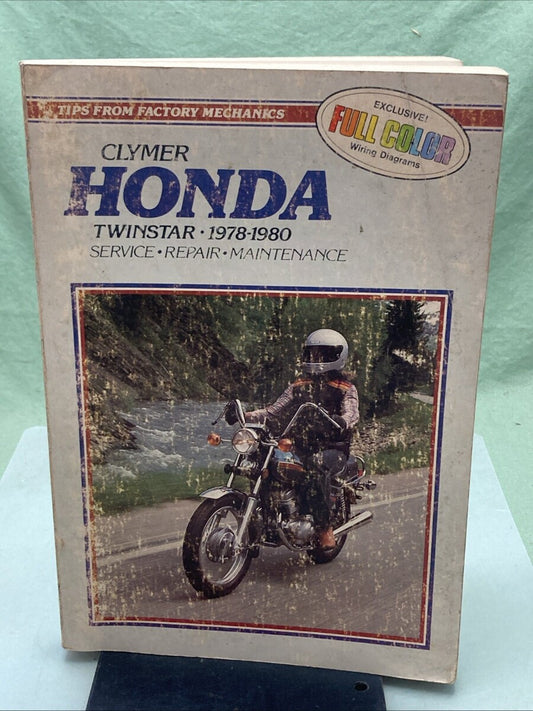 TIPS FROM FACTORY MECHANICS
EXCLUSIVE!
FULL COLOR
Wiring Diagrams
CLYMER
HONDA
TWINSTAR • 1978-1980
SERVICE • REPAIR • MAINTENANCE